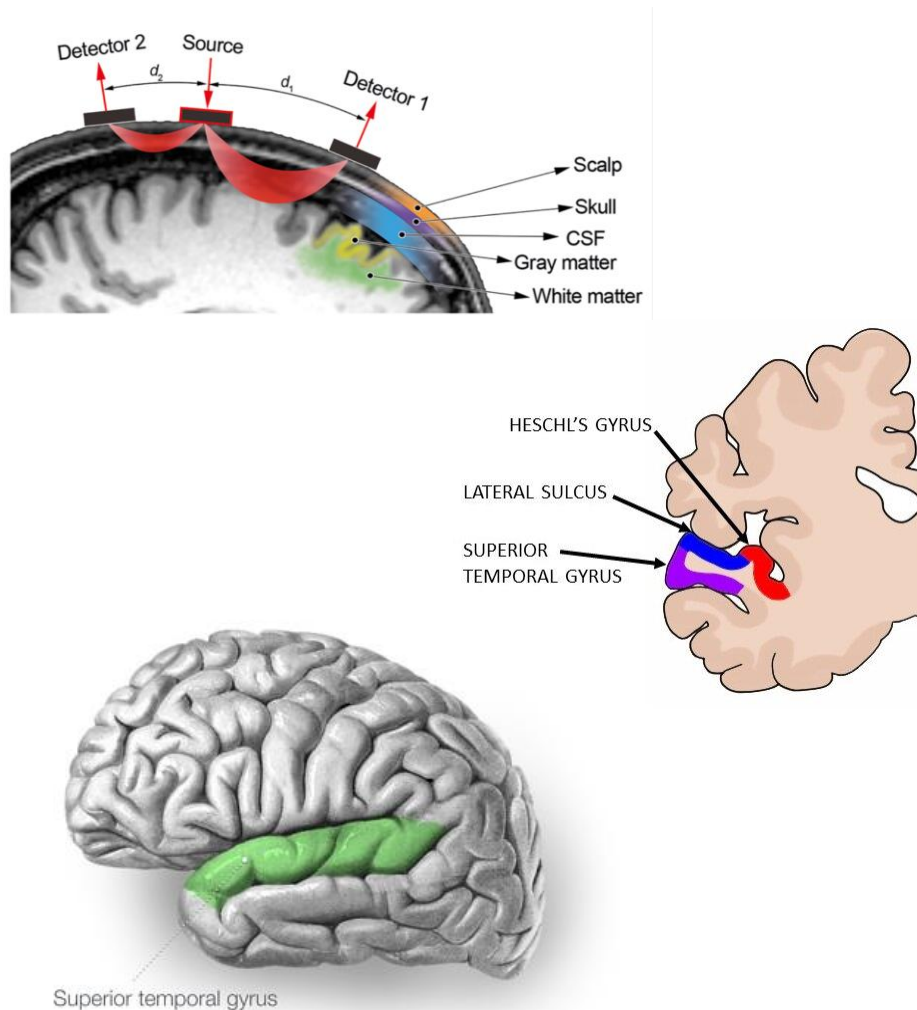 Detector 2
Source
d2
d1
Detector 1
Scalp
Skull
CSF
Gray matter
White matter
HESCHL'S GYRUS
LATERAL SULCUS
SUPERIOR
TEMPORAL GYRUS
Superior temporal gyrus